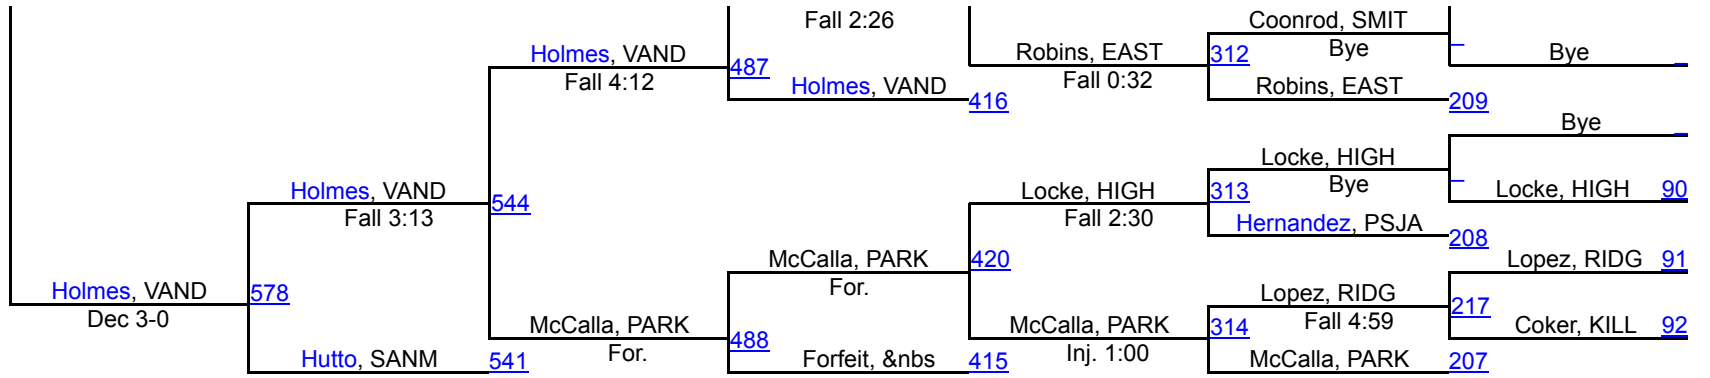 Fall 2:26
Coonrod, SMIT
Holmes, VAND
Robins, EAST
312
Bye
Bye
487
Fall 4:12
Fall 0:32
Holmes, VAND
416
Robins, EAST
209
Bye
Locke, HIGH
Holmes, VAND
544
Locke, HIGH
313
Bye
Locke, HIGH
90
Fall 3:13
Fall 2:30
Hernandez, PSJA
208
McCalla, PARK
420
Lopez, RIDG
91
Holmes, VAND
578
For.
Lopez, RIDG
217
Dec 3-0
McCalla, PARK
488
McCalla, PARK
314
Fall 4:59
Coker, KILL
92
For.
Inj. 1:00
Hutto, SANM
541
Forfeit, &nbs
415
McCalla, PARK
207